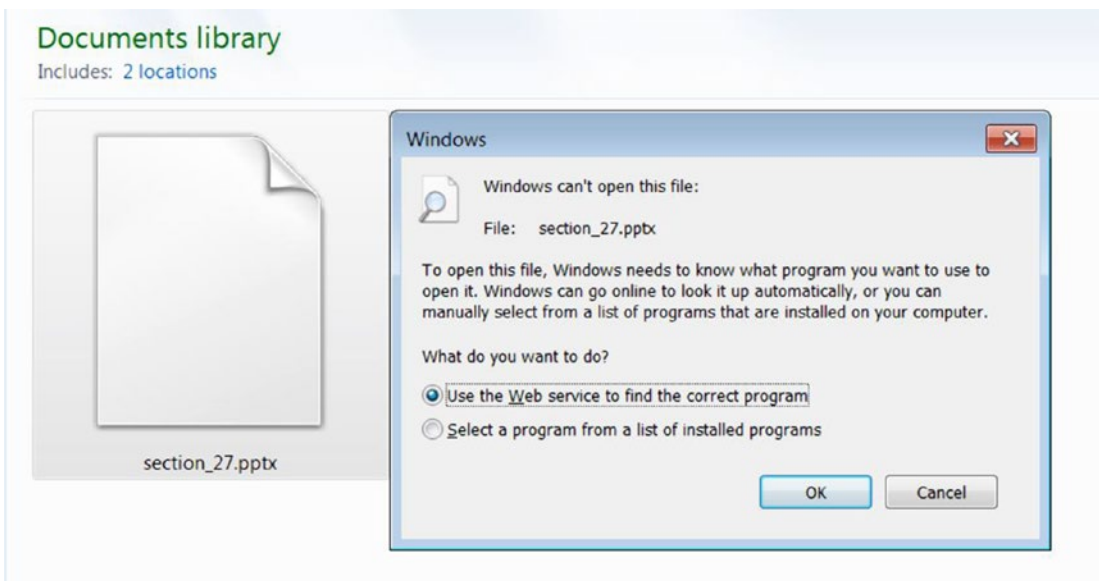 Documents library
Includes: 2 locations
section_27.pptx
Windows
Windows can't open this file:
File: section_27.pptx
To open this file, Windows needs to know what program you want to use to
open it. Windows can go online to look it up automatically, or you can
manually select from a list of programs that are installed on your computer.
What do you want to do?
Use the Web service to find the correct program
Select a program from a list of installed programs
OK
Cancel